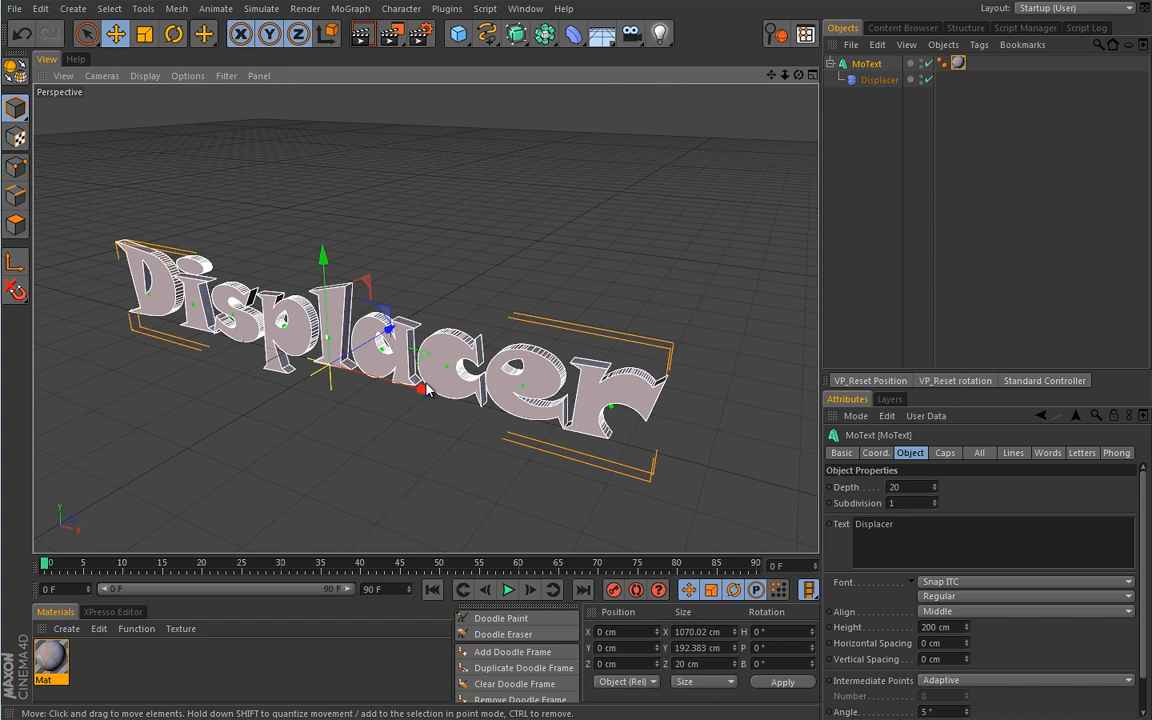 File Edit Create Select Tools Mesh Animate Simulate Render MoGraph Character Plugins Script Window Help Layout: Startup (User)
Objects Content Browser Structure Script Manager Script Log
File Edit View Objects Tags Bookmarks
View Help
View Cameras Display Options Filter Panel
Perspective
MoText
Displacer
Displacer
VP_Reset Position VP_Reset rotation Standard Controller
Attributes Layers
Mode Edit User Data
MoText [MoText]
Basic Coord. Object Caps All Lines Words Letters Phong
Object Properties
Depth . . . . 20
Subdivision 1
Text Displacer
Font. . . . . . . . . . . Snap ITC
Regular
Align. . . . . . . . . . . Middle
Height. . . . . . . . . . 200 cm
Horizontal Spacing 0 cm
Vertical Spacing . . . 0 cm
Intermediate Points Adaptive
Number. . . . . . . . . 8
Angle. . . . . . . . . . 5 °
Y
X
0 5 10 15 20 25 30 35 40 45 50 55 60 65 70 75 80 85 90 0 F
0 F 0 F 90 F 90 F
Materials XPresso Editor
Create Edit Function Texture
Mat
MAXON CINEMA 4D
Doodle Paint
Doodle Eraser
Add Doodle Frame
Duplicate Doodle Frame
Clear Doodle Frame
Remove Doodle Frame
Position Size Rotation
X 0 cm X 1070.02 cm H 0 °
Y 0 cm Y 192.383 cm P 0 °
Z 0 cm Z 20 cm B 0 °
Object (Rel) Size Apply
Move: Click and drag to move elements. Hold down SHIFT to quantize movement / add to the selection in point mode, CTRL to remove.